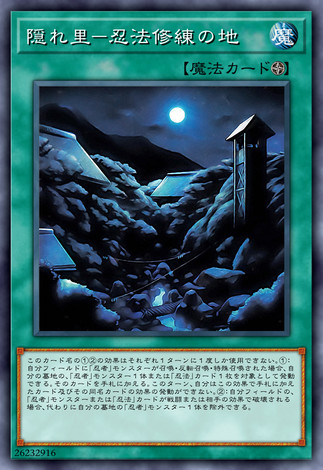 隠れ里-忍法修練の地
魔
【魔法カード】
このカード名の①②の効果はそれぞれ1ターンに1度しか使用できない。①：
自分フィールドに「忍者」モンスターが召喚・反転召喚・特殊召喚された場合、自
分の墓地の、「忍者」モンスター1体または「忍法」カード1枚を対象として発動
できる。そのカードを手札に加える。このターン、自分はこの効果で手札に加え
たカード及びその同名カードの効果の発動ができない。②：自分フィールドの、
「忍者」モンスターまたは「忍法」カードが戦闘または相手の効果で破壊される
場合、代わりに自分の墓地の「忍者」モンスター1体を除外できる。
26232916